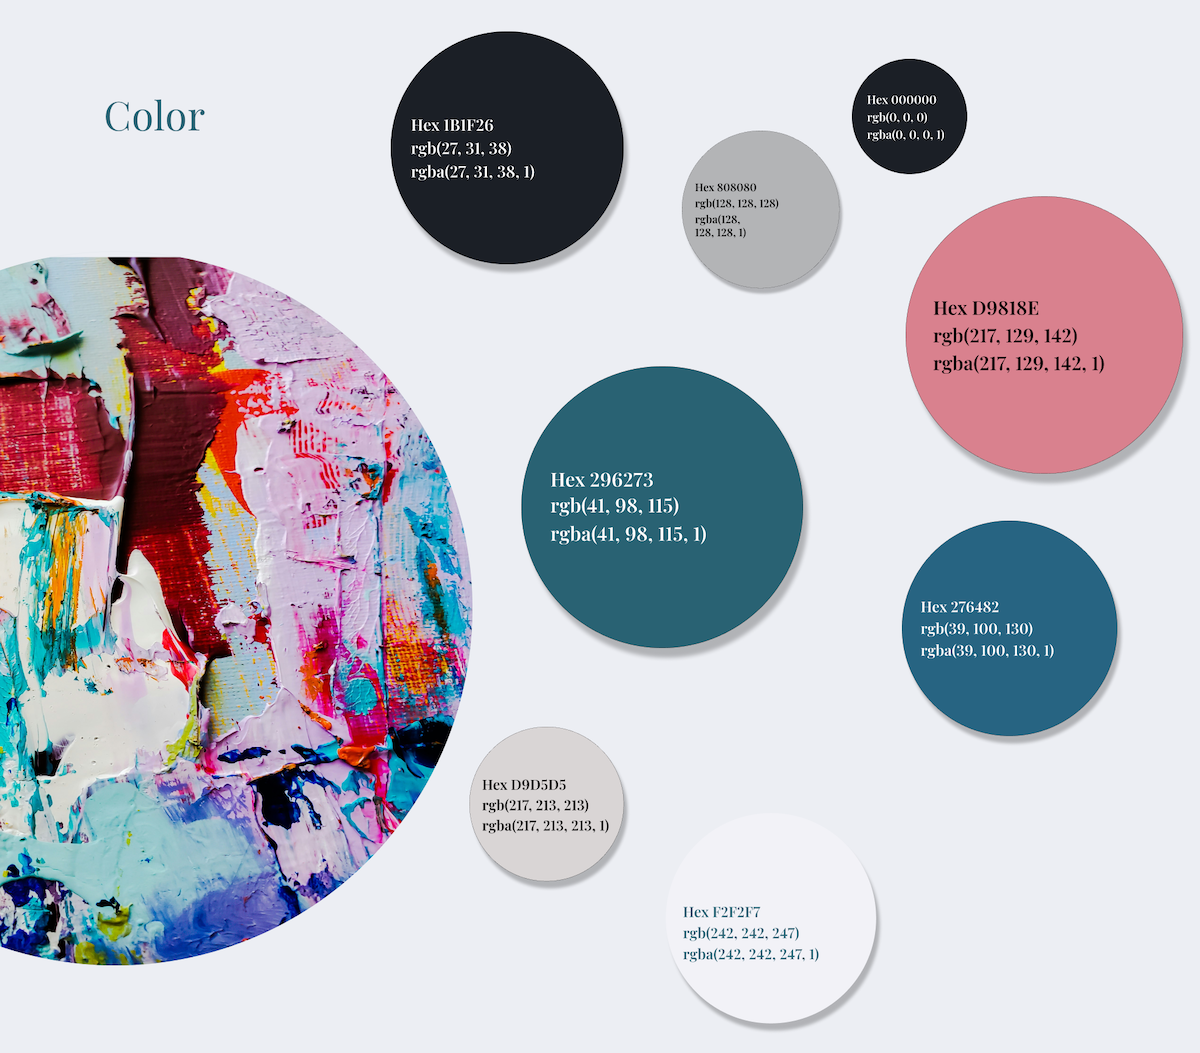 Color
Hex 1B1F26
rgb(27, 31, 38)
rgba(27, 31, 38, 1)
Hex 000000
rgb(0, 0, 0)
rgba(0, 0, 0, 1)
Hex 808080
rgb(128, 128, 128)
rgba(128,
128, 128, 1)
Hex D9818E
rgb(217, 129, 142)
rgba(217, 129, 142, 1)
Hex 296273
rgb(41, 98, 115)
rgba(41, 98, 115, 1)
Hex 276482
rgb(39, 100, 130)
rgba(39, 100, 130, 1)
Hex D9D5D5
rgb(217, 213, 213)
rgba(217, 213, 213, 1)
Hex F2F2F7
rgb(242, 242, 247)
rgba(242, 242, 247, 1)